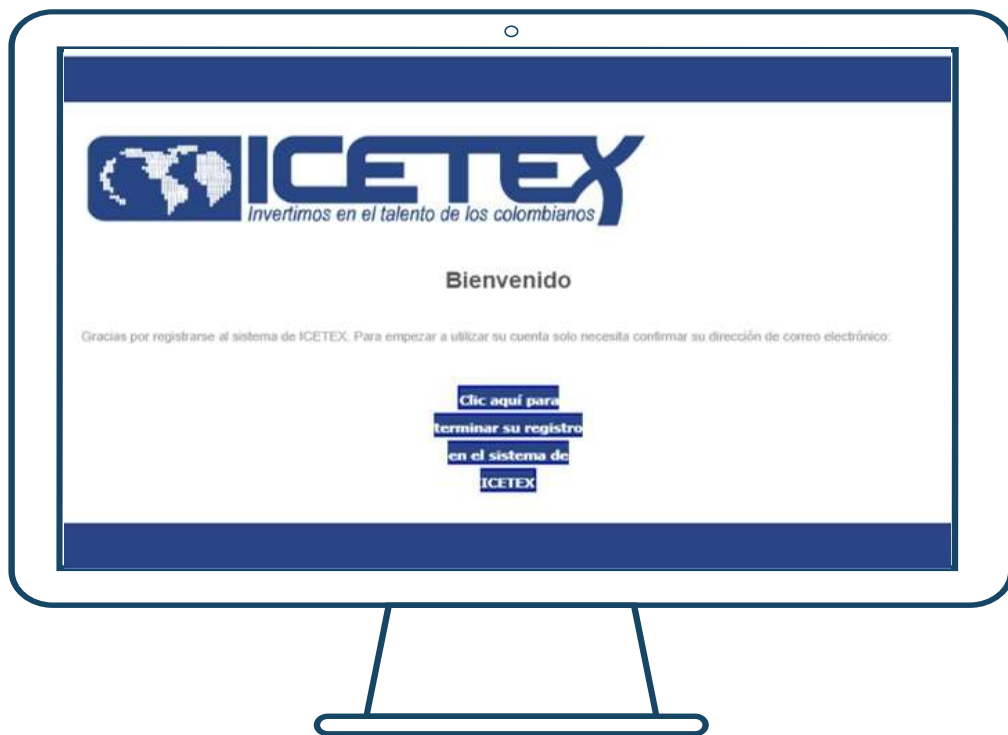 ICETEX
Invertimos en el talento de los colombianos
Bienvenido
Gracias por registrarse al sistema de ICETEX. Para empezar a utilizar su cuenta solo necesita confirmar su dirección de correo electrónico:
Clic aquí para
terminar su registro
en el sistema de
ICETEX